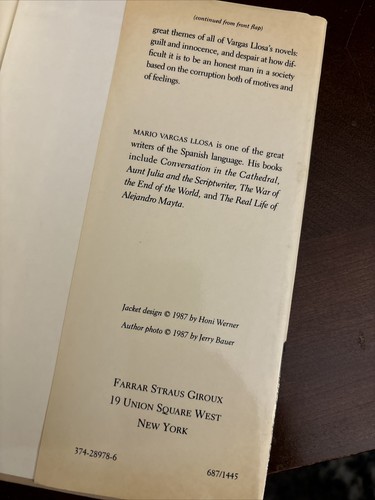 (continued from front flap)
great themes of all of Vargas Llosa's novels:
guilt and innocence, and despair at how dif-
ficult it is to be an honest man in a society
based on the corruption both of motives and
of feelings.
MARIO VARGAS LLOSA is one of the great
writers of the Spanish language. His books
include Conversation in the Cathedral,
Aunt Julia and the Scriptwriter, The War of
the End of the World, and The Real Life of
Alejandro Mayta.
Jacket design © 1987 by Honi Werner
Author photo © 1987 by Jerry Bauer
FARRAR STRAUS GIROUX
19 UNION SQUARE WEST
NEW YORK
374-28978-6
687/1445